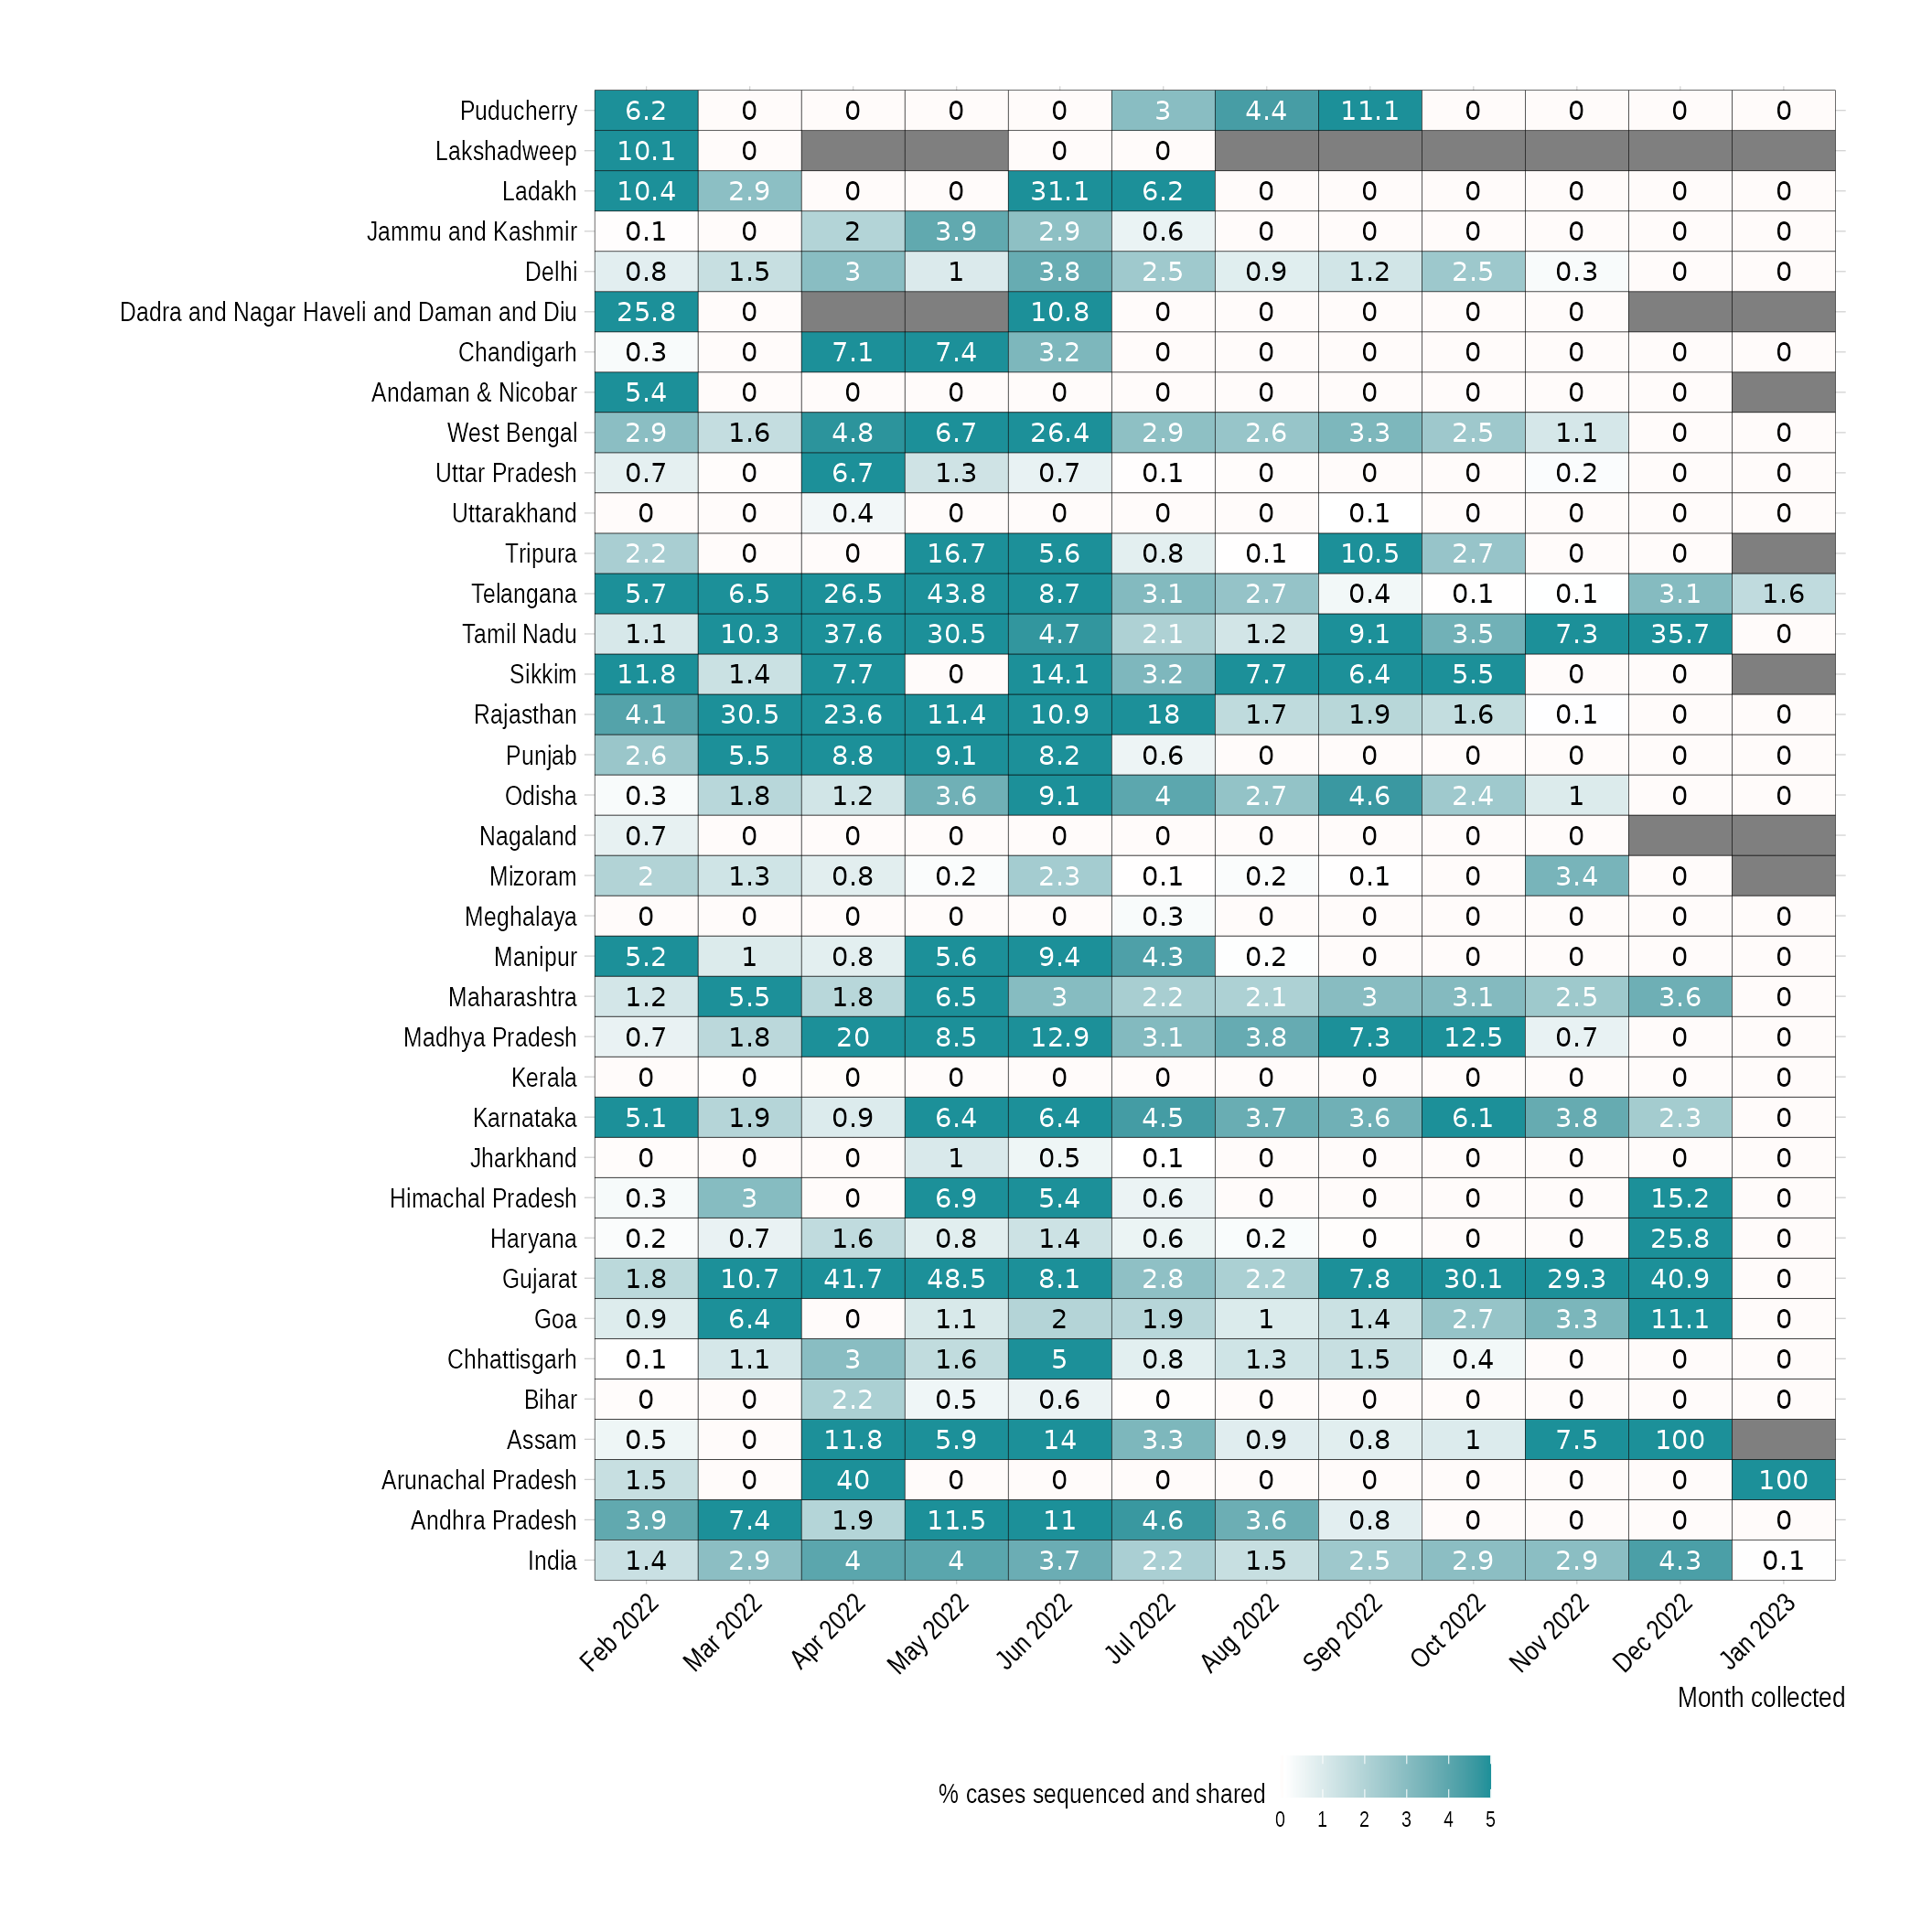 Puducherry 6.2 0 0 0 0 3 4.4 11.1 0 0 0 0
Lakshadweep 10.1 0 0 0
Ladakh 10.4 2.9 0 0 31.1 6.2 0 0 0 0 0 0
Jammu and Kashmir 0.1 0 2 3.9 2.9 0.6 0 0 0 0 0 0
Delhi 0.8 1.5 3 1 3.8 2.5 0.9 1.2 2.5 0.3 0 0
Dadra and Nagar Haveli and Daman and Diu 25.8 0 10.8 0 0 0 0 0
Chandigarh 0.3 0 7.1 7.4 3.2 0 0 0 0 0 0 0
Andaman & Nicobar 5.4 0 0 0 0 0 0 0 0 0 0
West Bengal 2.9 1.6 4.8 6.7 26.4 2.9 2.6 3.3 2.5 1.1 0 0
Uttar Pradesh 0.7 0 6.7 1.3 0.7 0.1 0 0 0 0.2 0 0
Uttarakhand 0 0 0.4 0 0 0 0 0.1 0 0 0 0
Tripura 2.2 0 0 16.7 5.6 0.8 0.1 10.5 2.7 0 0
Telangana 5.7 6.5 26.5 43.8 8.7 3.1 2.7 0.4 0.1 0.1 3.1 1.6
Tamil Nadu 1.1 10.3 37.6 30.5 4.7 2.1 1.2 9.1 3.5 7.3 35.7 0
Sikkim 11.8 1.4 7.7 0 14.1 3.2 7.7 6.4 5.5 0 0
Rajasthan 4.1 30.5 23.6 11.4 10.9 18 1.7 1.9 1.6 0.1 0 0
Punjab 2.6 5.5 8.8 9.1 8.2 0.6 0 0 0 0 0 0
Odisha 0.3 1.8 1.2 3.6 9.1 4 2.7 4.6 2.4 1 0 0
Nagaland 0.7 0 0 0 0 0 0 0 0 0
Mizoram 2 1.3 0.8 0.2 2.3 0.1 0.2 0.1 0 3.4 0
Meghalaya 0 0 0 0 0 0.3 0 0 0 0 0 0
Manipur 5.2 1 0.8 5.6 9.4 4.3 0.2 0 0 0 0 0
Maharashtra 1.2 5.5 1.8 6.5 3 2.2 2.1 3 3.1 2.5 3.6 0
Madhya Pradesh 0.7 1.8 20 8.5 12.9 3.1 3.8 7.3 12.5 0.7 0 0
Kerala 0 0 0 0 0 0 0 0 0 0 0 0
Karnataka 5.1 1.9 0.9 6.4 6.4 4.5 3.7 3.6 6.1 3.8 2.3 0
Jharkhand 0 0 0 1 0.5 0.1 0 0 0 0 0 0
Himachal Pradesh 0.3 3 0 6.9 5.4 0.6 0 0 0 0 15.2 0
Haryana 0.2 0.7 1.6 0.8 1.4 0.6 0.2 0 0 0 25.8 0
Gujarat 1.8 10.7 41.7 48.5 8.1 2.8 2.2 7.8 30.1 29.3 40.9 0
Goa 0.9 6.4 0 1.1 2 1.9 1 1.4 2.7 3.3 11.1 0
Chhattisgarh 0.1 1.1 3 1.6 5 0.8 1.3 1.5 0.4 0 0 0
Bihar 0 0 2.2 0.5 0.6 0 0 0 0 0 0 0
Assam 0.5 0 11.8 5.9 14 3.3 0.9 0.8 1 7.5 100
Arunachal Pradesh 1.5 0 40 0 0 0 0 0 0 0 0 100
Andhra Pradesh 3.9 7.4 1.9 11.5 11 4.6 3.6 0.8 0 0 0 0
India 1.4 2.9 4 4 3.7 2.2 1.5 2.5 2.9 2.9 4.3 0.1
Feb 2022 Mar 2022 Apr 2022 May 2022 Jun 2022 Jul 2022 Aug 2022 Sep 2022 Oct 2022 Nov 2022 Dec 2022 Jan 2023
Month collected
% cases sequenced and shared
0 1 2 3 4 5